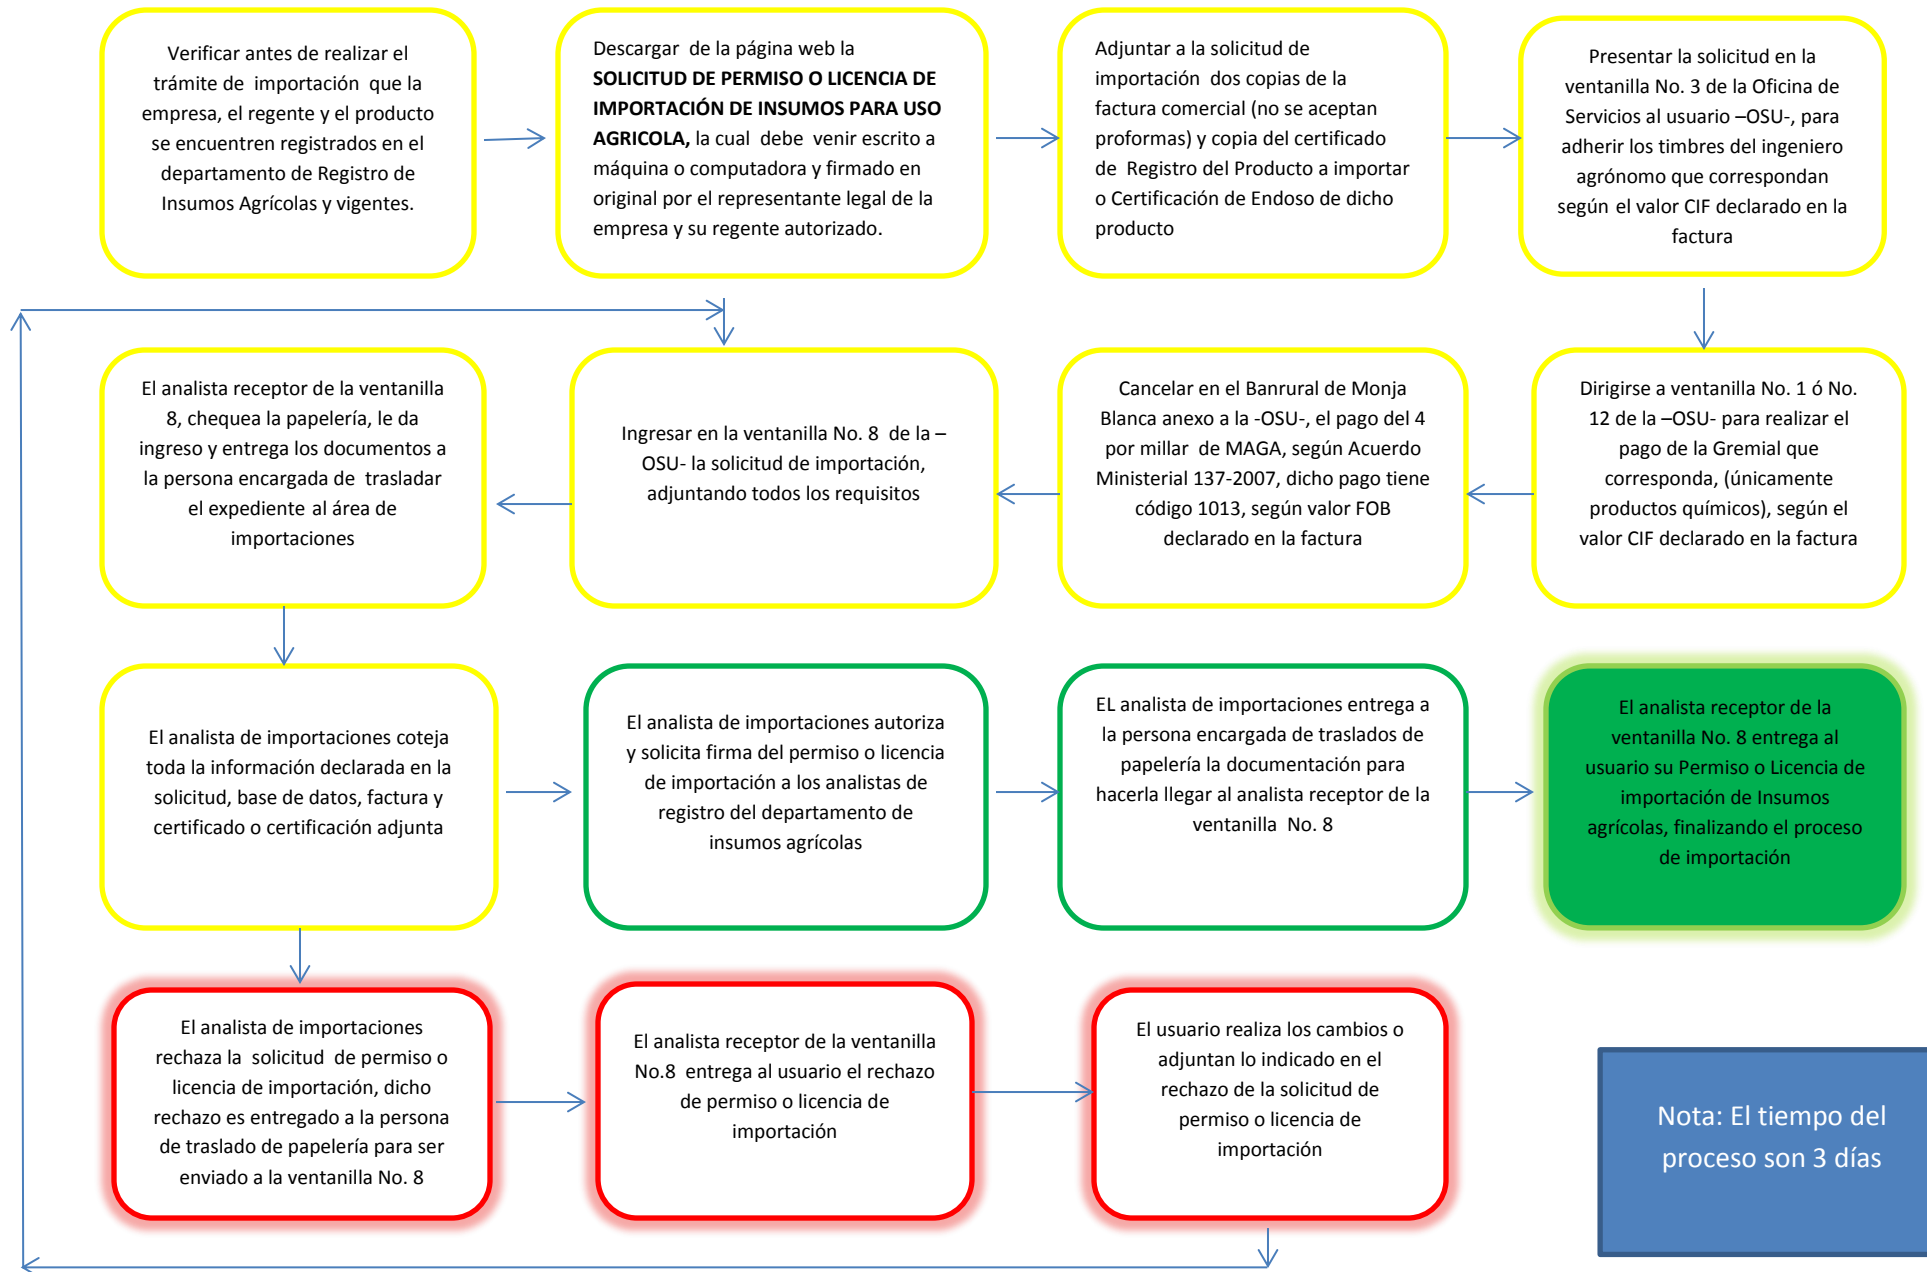 Verificar antes de realizar el
trámite de importación que la
empresa, el regente y el producto
se encuentren registrados en el
departamento de Registro de
Insumos Agrícolas y vigentes.
Descargar de la página web la
SOLICITUD DE PERMISO O LICENCIA DE
IMPORTACIÓN DE INSUMOS PARA USO
AGRICOLA, la cual debe venir escrito a
máquina o computadora y firmado en
original por el representante legal de la
empresa y su regente autorizado.
Adjuntar a la solicitud de
importación dos copias de la
factura comercial (no se aceptan
proformas) y copia del certificado
de Registro del Producto a importar
o Certificación de Endoso de dicho
producto
Presentar la solicitud en la
ventanilla No. 3 de la Oficina de
Servicios al usuario –OSU-, para
adherir los timbres del ingeniero
agrónomo que correspondan
según el valor CIF declarado en la
factura
Dirigirse a ventanilla No. 1 ó No.
12 de la –OSU- para realizar el
pago de la Gremial que
corresponda, (únicamente
productos químicos), según el
valor CIF declarado en la factura
Cancelar en el Banrural de Monja
Blanca anexo a la -OSU-, el pago del 4
por millar de MAGA, según Acuerdo
Ministerial 137-2007, dicho pago tiene
código 1013, según valor FOB
declarado en la factura
Ingresar en la ventanilla No. 8 de la –
OSU- la solicitud de importación,
adjuntando todos los requisitos
El analista receptor de la ventanilla
8, chequea la papelería, le da
ingreso y entrega los documentos a
la persona encargada de trasladar
el expediente al área de
importaciones
El analista de importaciones coteja
toda la información declarada en la
solicitud, base de datos, factura y
certificado o certificación adjunta
El analista de importaciones autoriza
y solicita firma del permiso o licencia
de importación a los analistas de
registro del departamento de
insumos agrícolas
EL analista de importaciones entrega a
la persona encargada de traslados de
papelería la documentación para
hacerla llegar al analista receptor de la
ventanilla No. 8
El analista receptor de la
ventanilla No. 8 entrega al
usuario su Permiso o Licencia de
importación de Insumos
agrícolas, finalizando el proceso
de importación
El analista de importaciones
rechaza la solicitud de permiso o
licencia de importación, dicho
rechazo es entregado a la persona
de traslado de papelería para ser
enviado a la ventanilla No. 8
El analista receptor de la ventanilla
No.8 entrega al usuario el rechazo
de permiso o licencia de
importación
El usuario realiza los cambios o
adjuntan lo indicado en el
rechazo de la solicitud de
permiso o licencia de
importación
Nota: El tiempo del
proceso son 3 días